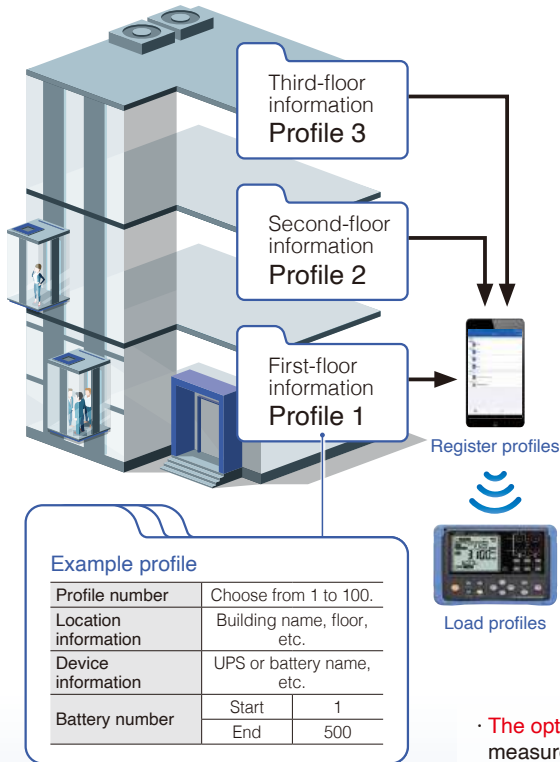 Third-floor
information
Profile 3
Second-floor
information
Profile 2
First-floor
information
Profile 1
Register profiles
Load profiles
Example profile
Profile number Choose from 1 to 100.
Location
information Building name, floor,
etc.
Device
information UPS or battery name,
etc.
Battery number Start 1
End 500
· The opt
measur